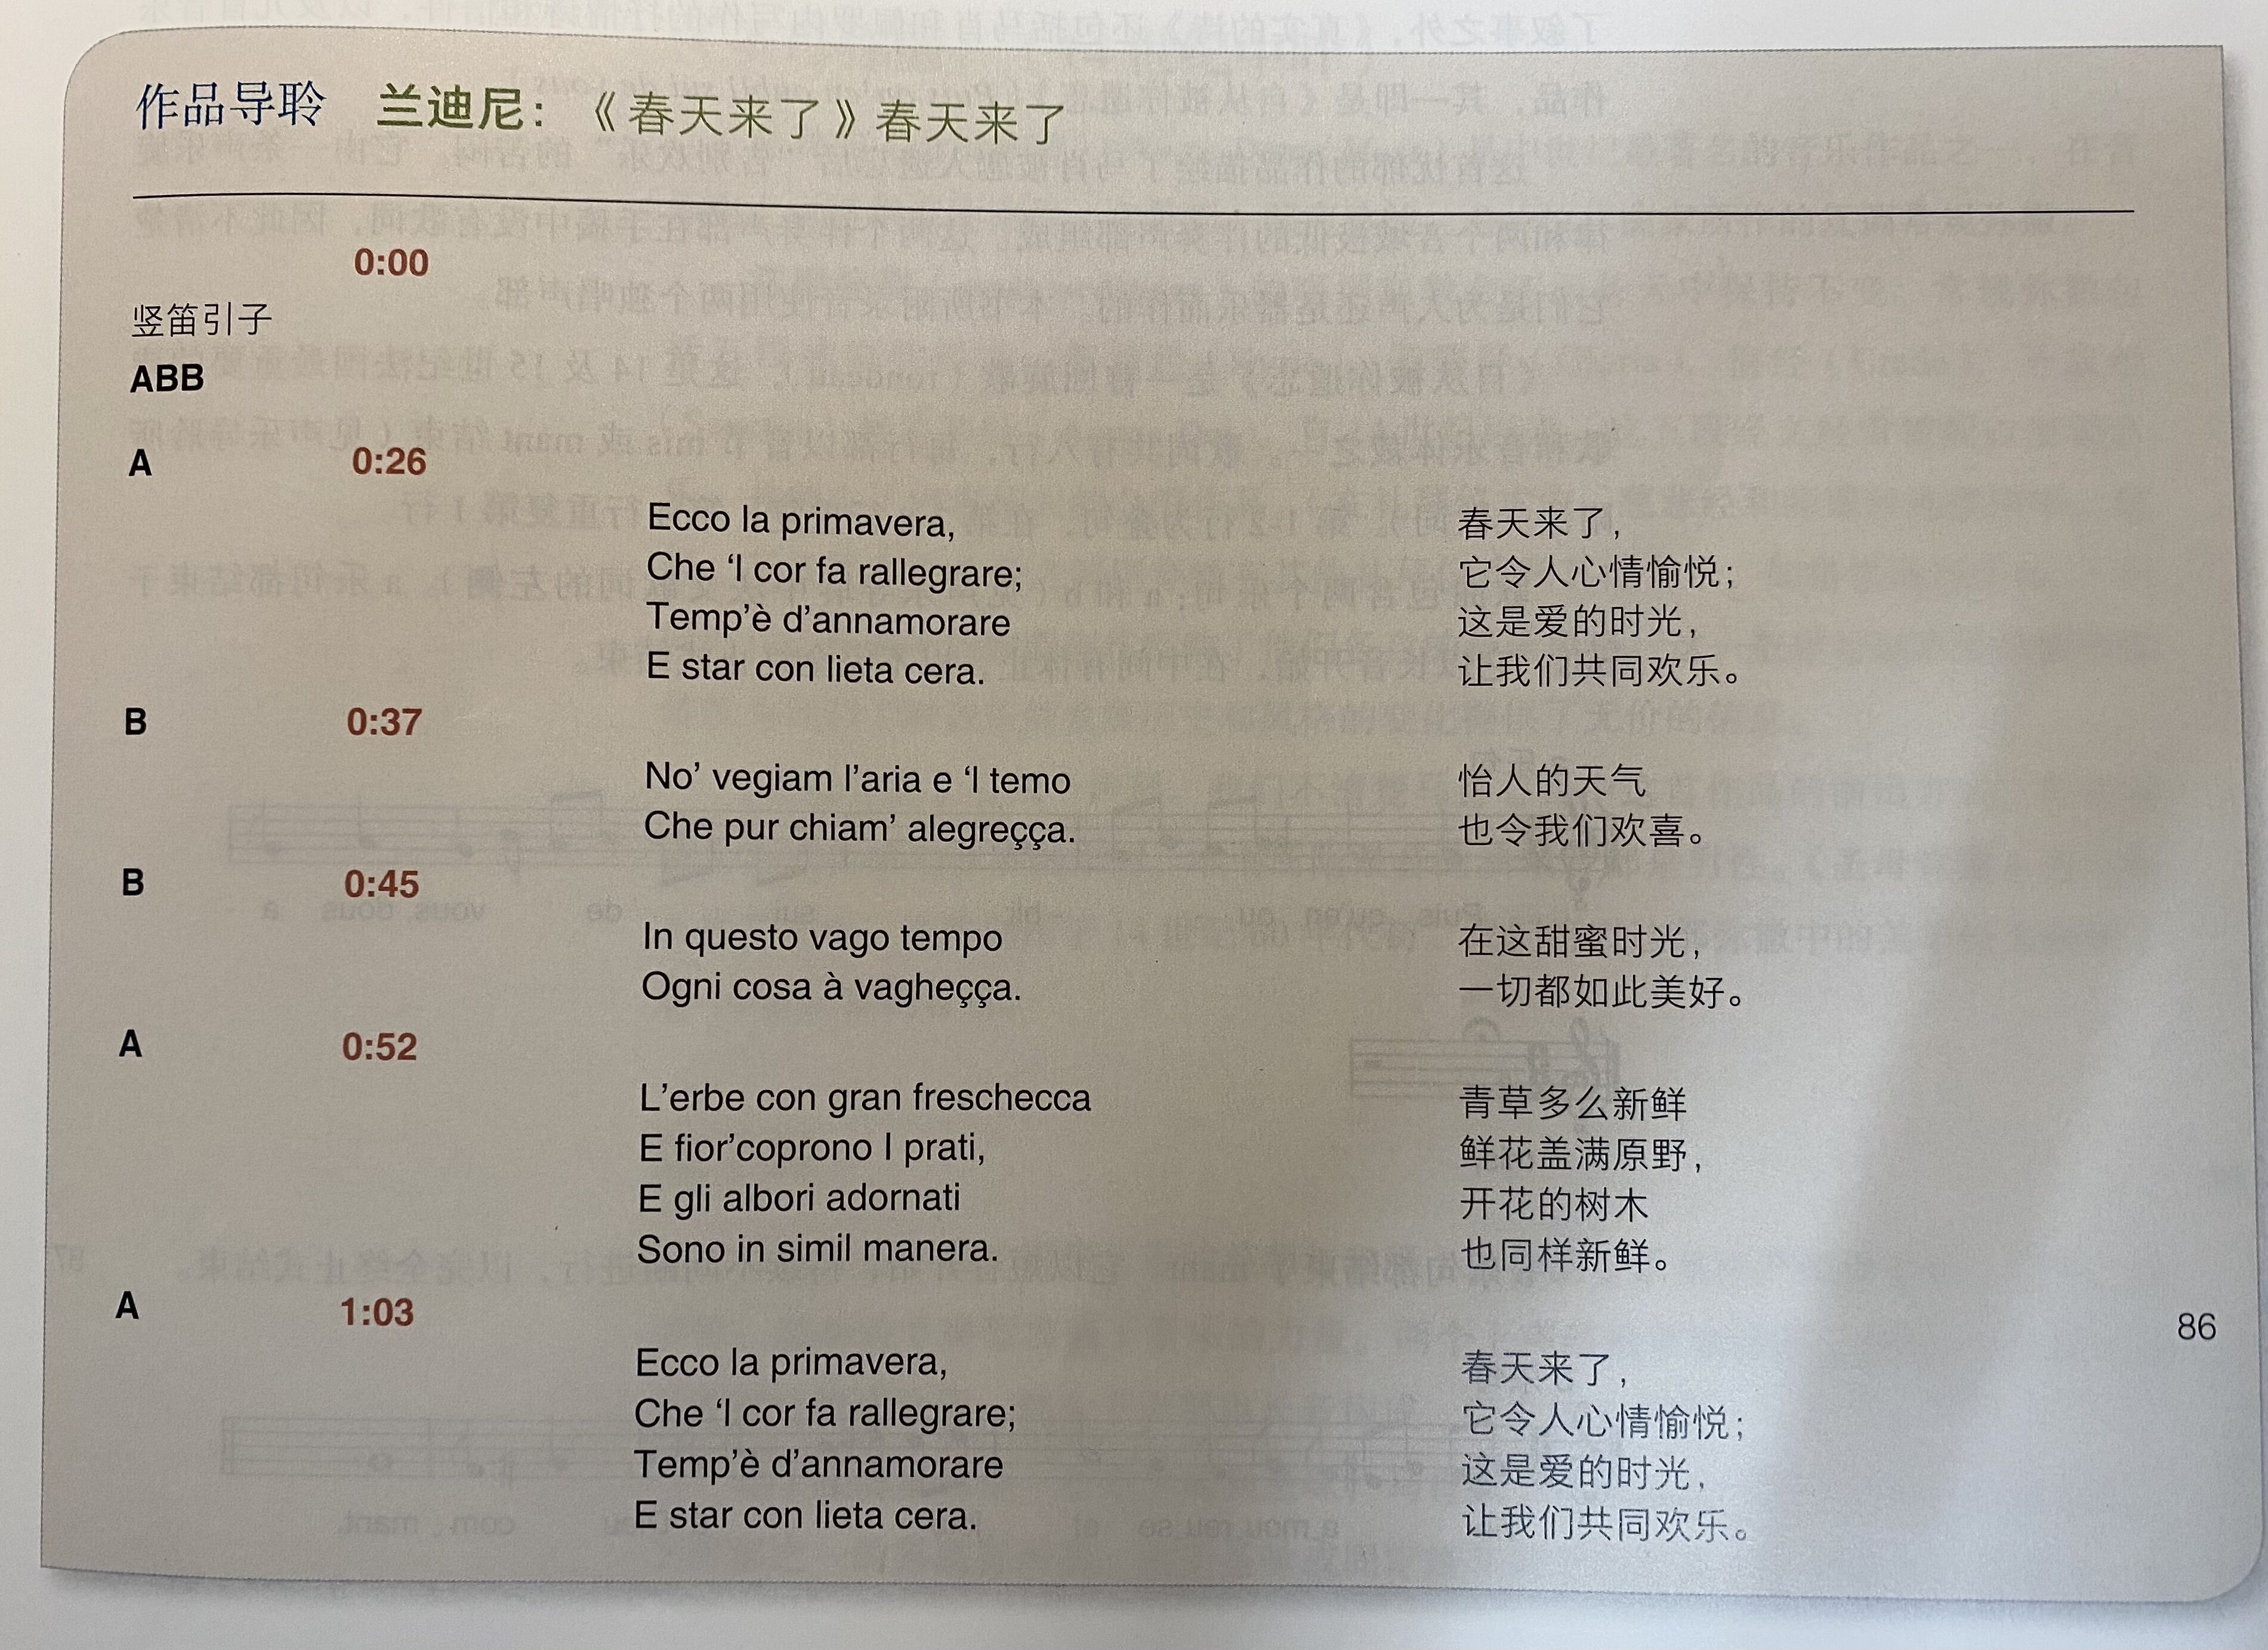 作品导聆 兰迪尼：《春天来了》春天来了
0:00
竖笛引子
ABB
A 0:26
Ecco la primavera, 春天来了，
Che ‘l cor fa rallegrare; 它令人心情愉悦；
Temp’è d’annamorare 这是爱的时光，
E star con lieta cera. 让我们共同欢乐。
B 0:37
No’ vegiam l’aria e ‘l temo 怡人的天气
Che pur chiam’ alegreçça. 也令我们欢喜。
B 0:45
In questo vago tempo 在这甜蜜时光，
Ogni cosa à vagheçça. 一切都如此美好。
A 0:52
L’erbe con gran freschecca 青草多么新鲜
E fior’coprono I prati, 鲜花盖满原野，
E gli albori adornati 开花的树木
Sono in simil manera. 也同样新鲜。
A 1:03
86
Ecco la primavera, 春天来了，
Che ‘l cor fa rallegrare; 它令人心情愉悦；
Temp’è d’annamorare 这是爱的时光，
E star con lieta cera. 让我们共同欢乐。